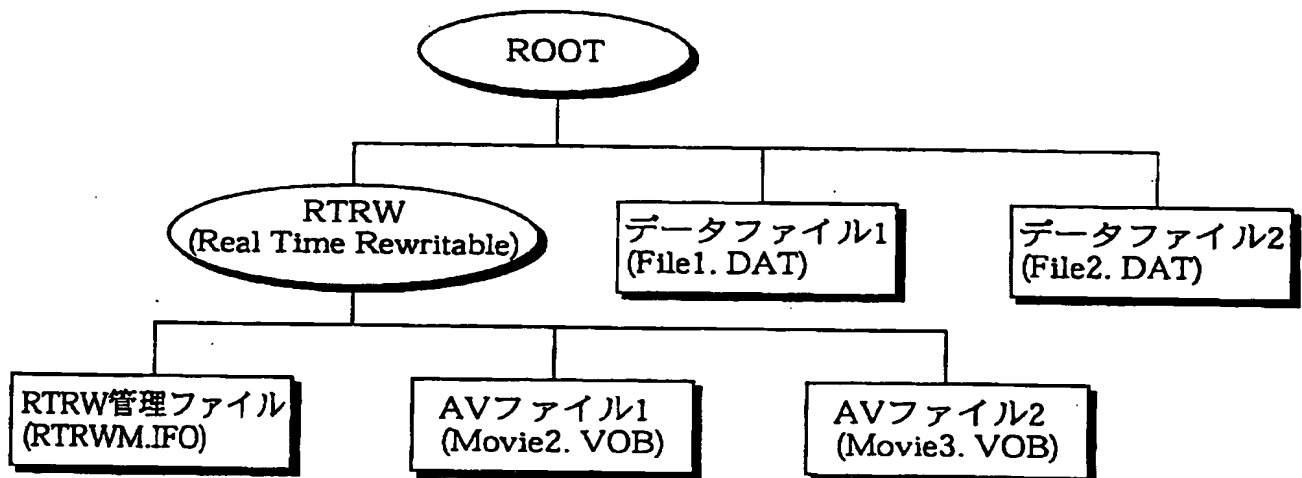 ROOT
RTRW
(Real Time Rewritable)
データファイル1
(File1. DAT)
データファイル2
(File2. DAT)
RTRW管理ファイル
(RTRWM.IFO)
AVファイル1
(Movie2. VOB)
AVファイル2
(Movie3. VOB)